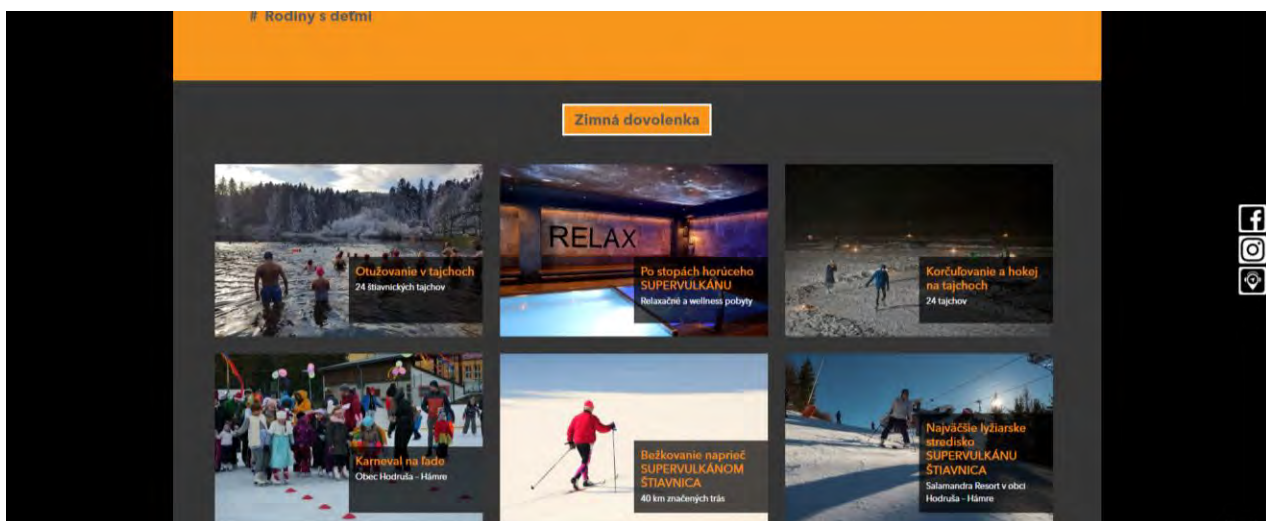 # Rodiny s deťmi
Zimná dovolenka
Otužovanie v tajchoch
24 štiavnických tajchov
RELAX
Po stopách horúceho
SUPERVULKÁNU
Relaxačné a wellness pobyty
Korčuľovanie a hokej
na tajchoch
24 tajchov
Karneval na ľade
Obec Hodruša - Hámre
Bežkovanie naprieč
SUPERVULKÁNOM
ŠTIAVNICA
40 km značených trás
Najväčšie lyžiarske
stredisko
SUPERVULKÁNU
ŠTIAVNICA
Salamandra Resort v obci
Hodruša - Hámre